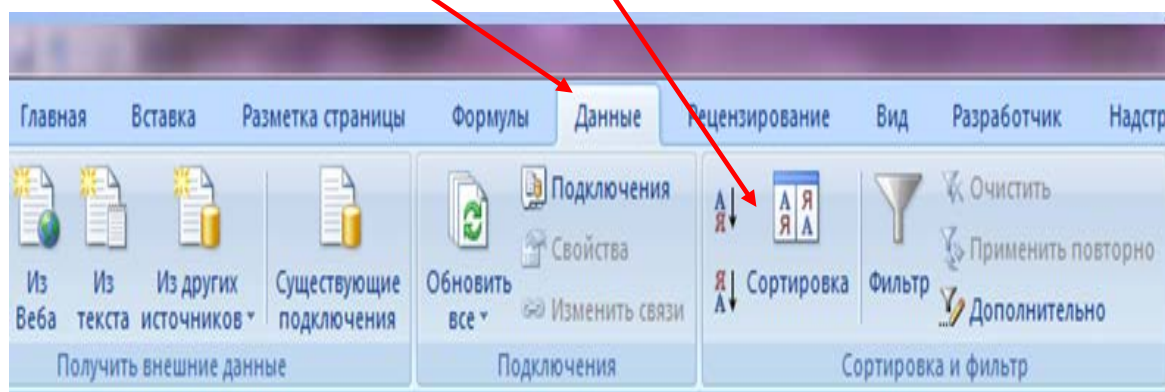 Главная Вставка Разметка страницы Формулы Данные Рецензирование Вид Разработчик Надстр
Из Веба
Из текста
Из других источников
Существующие подключения
Обновить все
Подключения
Свойства
Изменить связи
А Я
Я А
Сортировка
А Я
Я А
Фильтр
Очистить
Применить повторно
Дополнительно
Получить внешние данные
Подключения
Сортировка и фильтр